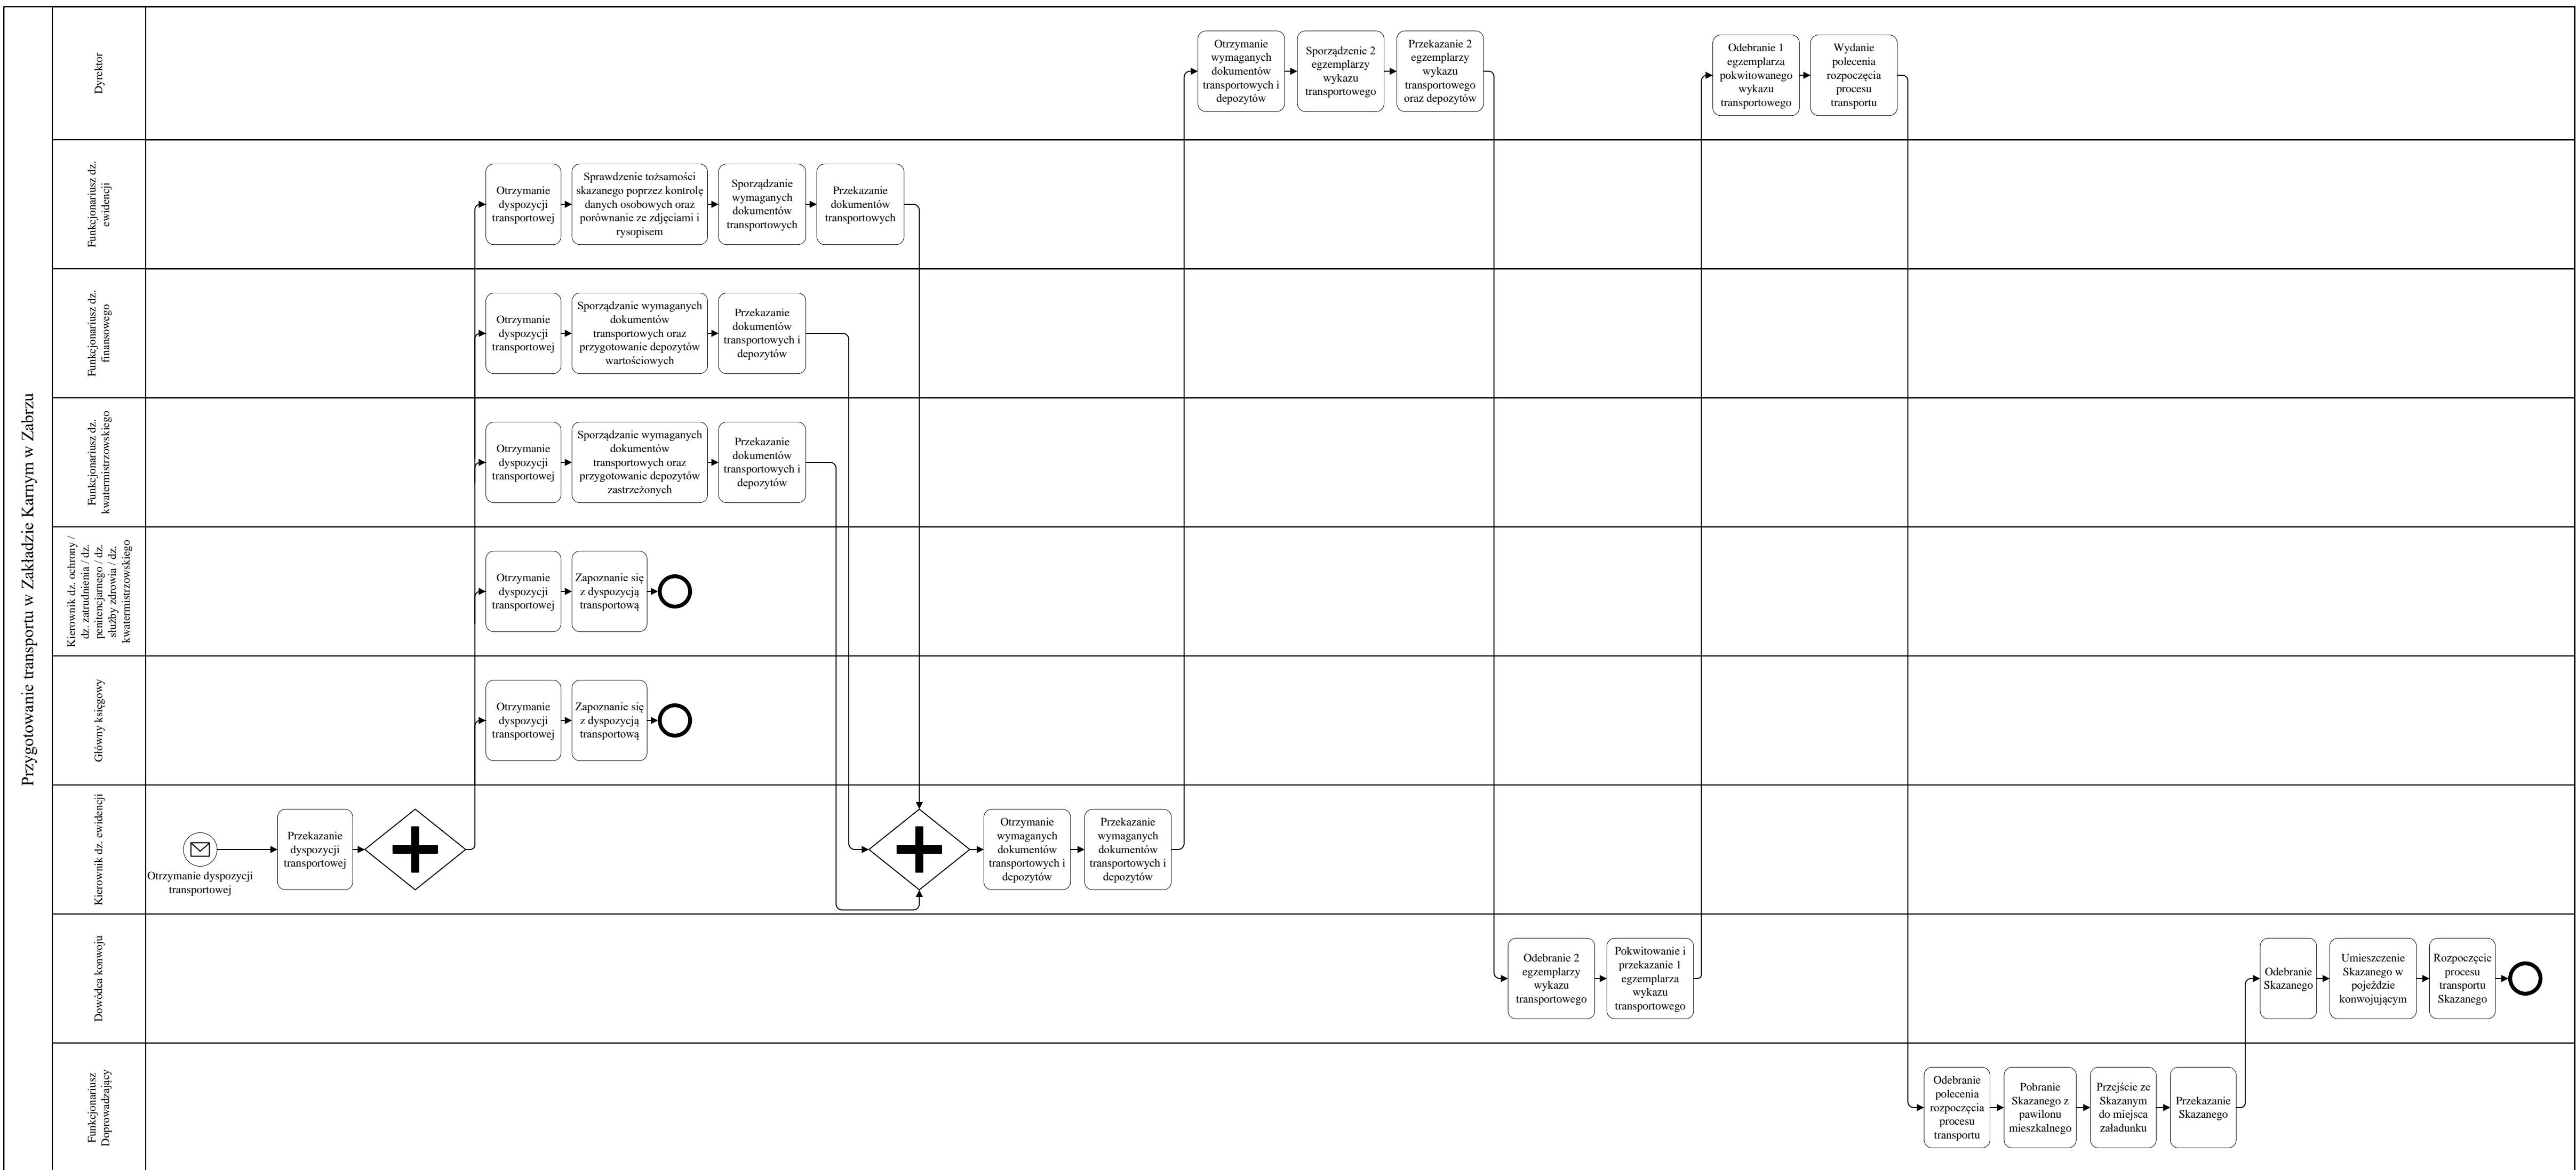 Przygotowanie transportu w Zakładzie Karnym w Zabrzu
Dyrektor
Otrzymanie
wymaganych
dokumentów
transportowych i
depozytów
Sporządzenie 2
egzemplarzy
wykazu
transportowego
Przekazanie 2
egzemplarzy
wykazu
transportowego
oraz depozytów
Odebranie 1
egzemplarza
pokwitowanego
wykazu
transportowego
Wydanie
polecenia
rozpoczęcia
procesu
transportu
Funkcjonariusz dz.
ewidencji
Otrzymanie
dyspozycji
transportowej
Sprawdzenie tożsamości
skazanego poprzez kontrolę
danych osobowych oraz
porównanie ze zdjęciami i
rysopisem
Sporządzanie
wymaganych
dokumentów
transportowych
Przekazanie
dokumentów
transportowych
Funkcjonariusz dz.
finansowego
Otrzymanie
dyspozycji
transportowej
Sporządzanie wymaganych
dokumentów
transportowych oraz
przygotowanie depozytów
wartościowych
Przekazanie
dokumentów
transportowych i
depozytów
Funkcjonariusz dz.
kwatermistrzowskiego
Otrzymanie
dyspozycji
transportowej
Sporządzanie wymaganych
dokumentów
transportowych oraz
przygotowanie depozytów
zastrzeżonych
Przekazanie
dokumentów
transportowych i
depozytów
Kierownik dz. ochrony /
dz. zatrudnienia / dz.
penitencjarnego / dz.
służby zdrowia / dz.
kwatermistrzowskiego
Otrzymanie
dyspozycji
transportowej
Zapoznanie się
z dyspozycją
transportową
Główny księgowy
Otrzymanie
dyspozycji
transportowej
Zapoznanie się
z dyspozycją
transportową
Kierownik dz. ewidencji
Otrzymanie dyspozycji
transportowej
Przekazanie
dyspozycji
transportowej
Otrzymanie
wymaganych
dokumentów
transportowych i
depozytów
Przekazanie
wymaganych
dokumentów
transportowych i
depozytów
Dowódca konwoju
Odebranie 2
egzemplarzy
wykazu
transportowego
Pokwitowanie i
przekazanie 1
egzemplarza
wykazu
transportowego
Odebranie
Skazanego
Umieszczenie
Skazanego w
pojeździe
konwojującym
Rozpoczęcie
procesu
transportu
Skazanego
Funkcjonariusz
Doprowadzający
Odebranie
polecenia
rozpoczęcia
procesu
transportu
Pobranie
Skazanego z
pawilonu
mieszkalnego
Przejście ze
Skazanym
do miejsca
załadunku
Przekazanie
Skazanego